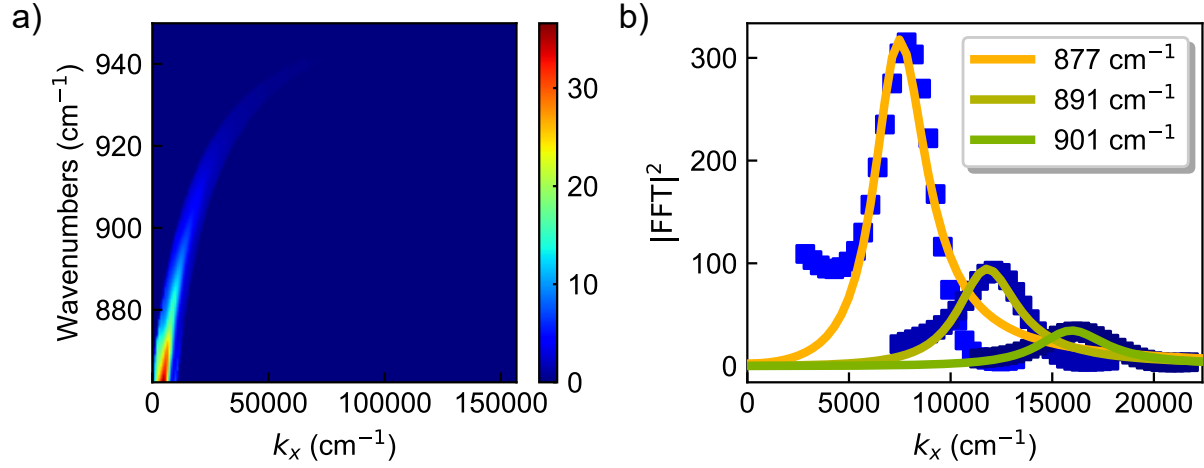 a)
Wavenumbers (cm⁻¹)
940
920
900
880
0
50000
100000
150000
kₓ (cm⁻¹)
30
20
10
0
b)
|FFT|²
300
200
100
0
877 cm⁻¹
891 cm⁻¹
901 cm⁻¹
0
5000
10000
15000
20000
kₓ (cm⁻¹)